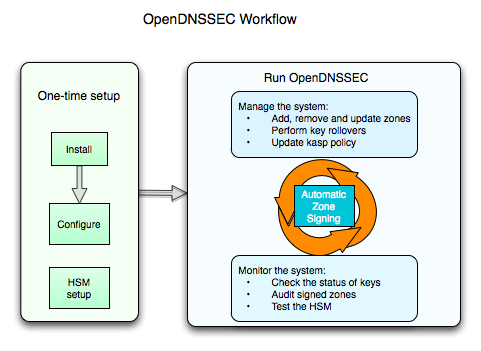 OpenDNSSEC Workflow
One-time setup
Install
Configure
HSM
setup
Run OpenDNSSEC
Manage the system:
• Add, remove and update zones
• Perform key rollovers
• Update kasp policy
Automatic
Zone
Signing
Monitor the system:
• Check the status of keys
• Audit signed zones
• Test the HSM